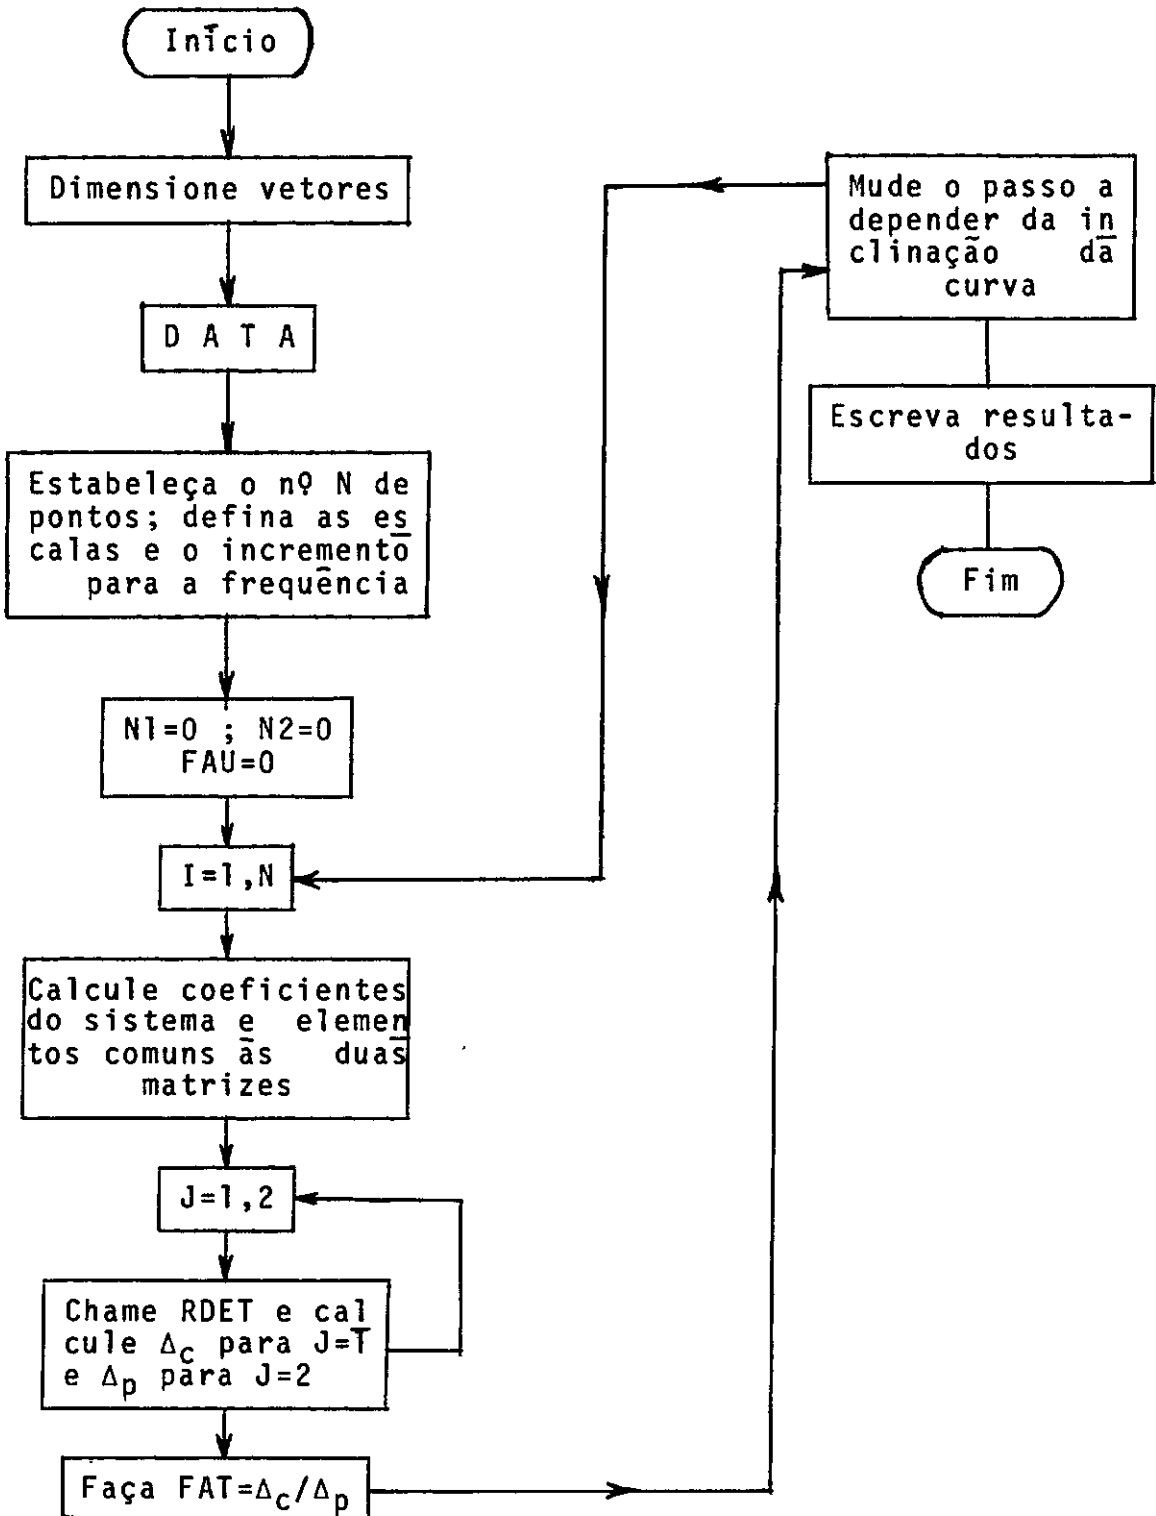 Início
Dimensione vetores
D A T A
Estabeleça o nº N de
pontos; defina as es
calas e o incremento
para a frequência
N1=0 ; N2=0
FAU=0
I=1,N
Calcule coeficientes
do sistema e elemen
tos comuns às duas
matrizes
J=1,2
Chame RDET e cal
cule Δc para J=1
e Δp para J=2
Faça FAT=Δc/Δp
Mude o passo a
depender da in
clinação da
curva
Escreva resulta-
dos
Fim